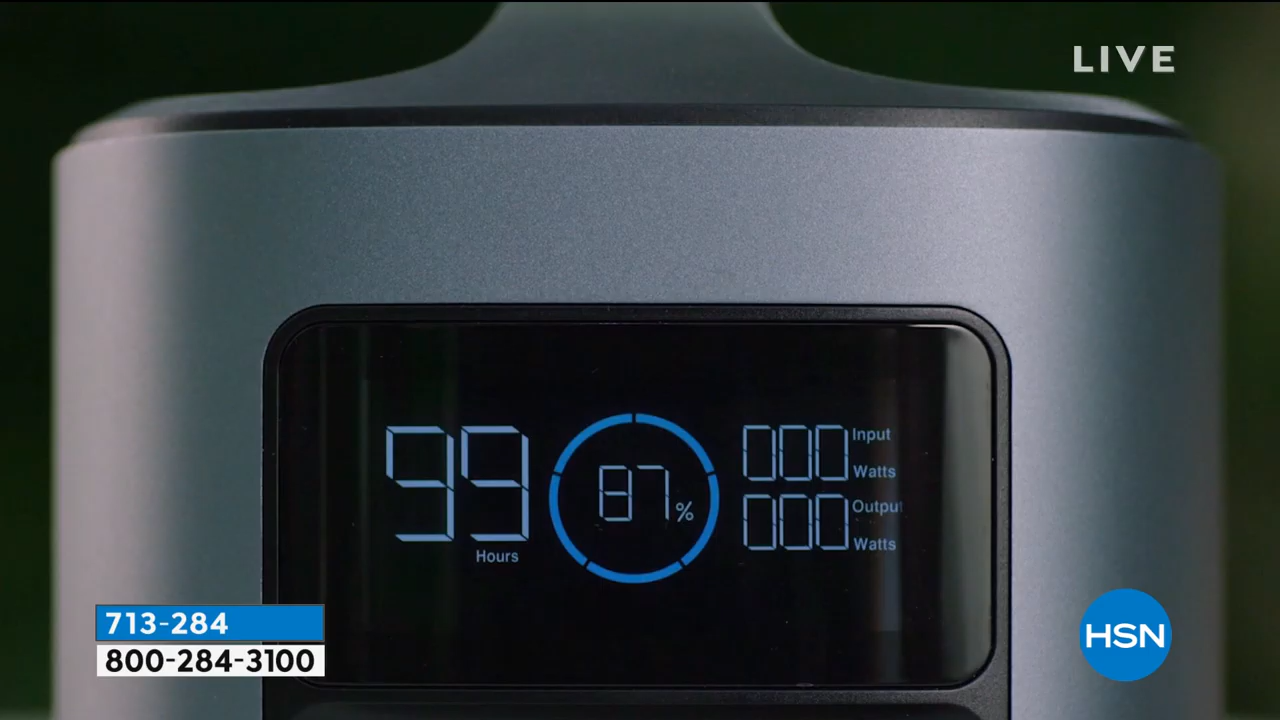 LIVE
99
Hours
87%
000 Input
Watts
000 Output
Watts
713-284
800-284-3100
HSN